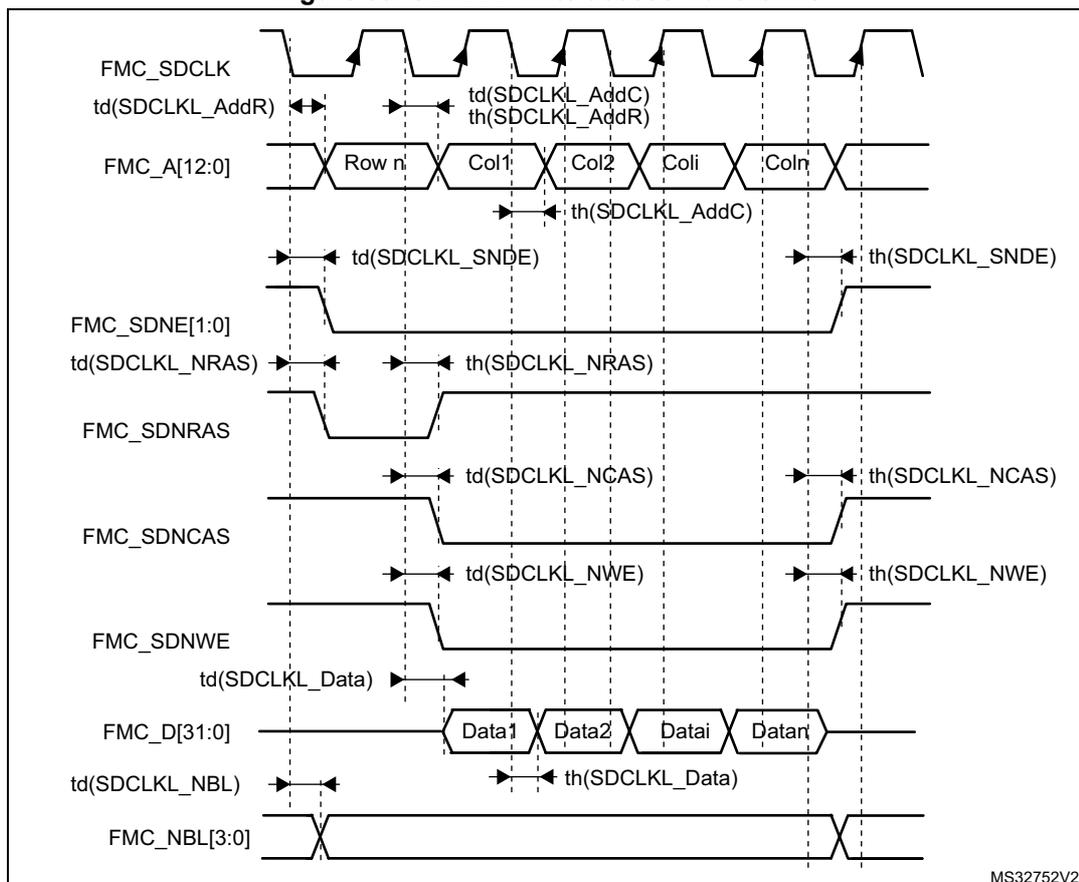 FMC_SDCLK
td(SDCLKL_AddR)
td(SDCLKL_AddC)
th(SDCLKL_AddR)
FMC_A[12:0]
Row n
Col1
Col2
Coli
Coln
th(SDCLKL_AddC)
td(SDCLKL_SNDE)
th(SDCLKL_SNDE)
FMC_SDNE[1:0]
td(SDCLKL_NRAS)
th(SDCLKL_NRAS)
FMC_SDNRAS
td(SDCLKL_NCAS)
th(SDCLKL_NCAS)
FMC_SDNCAS
td(SDCLKL_NWE)
th(SDCLKL_NWE)
FMC_SDNWE
td(SDCLKL_Data)
FMC_D[31:0]
Data1
Data2
Datai
Datan
td(SDCLKL_NBL)
th(SDCLKL_Data)
FMC_NBL[3:0]
MS32752V2